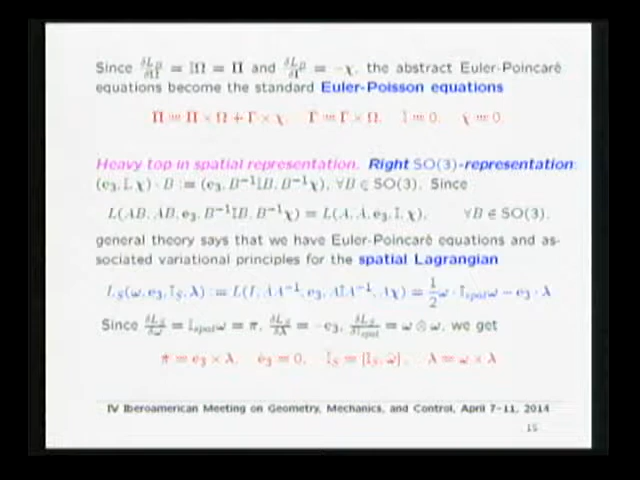 Since δL_B/δΩ = 𝕀Ω = Π and δL_B/δΓ = −χ, the abstract Euler-Poincaré
equations become the standard Euler-Poisson equations
Π̇ = Π × Ω + Γ × χ, Γ̇ = Γ × Ω, 𝕀̇ = 0, χ̇ = 0.
Heavy top in spatial representation. Right SO(3)-representation:
(e₃, 𝕀, χ) · B := (e₃, B⁻¹𝕀B, B⁻¹χ), ∀B ∈ SO(3). Since
L(AB, ȦB, e₃, B⁻¹𝕀B, B⁻¹χ) = L(A, Ȧ, e₃, 𝕀, χ), ∀B ∈ SO(3),
general theory says that we have Euler-Poincaré equations and as-
sociated variational principles for the spatial Lagrangian
L_S(ω, e₃, 𝕀_S, λ) := L(I, ȦA⁻¹, e₃, A𝕀A⁻¹, Aχ) = 1/2 ω · 𝕀_spat ω − e₃ · λ
Since δL_S/δω = 𝕀_spat ω = π, δL_S/δλ = −e₃, δL_S/δ𝕀_spat = ω ⊗ ω, we get
π̇ = e₃ × λ, ė₃ = 0, 𝕀̇_S = [𝕀_S, ω̂], λ̇ = ω × λ
IV Iberoamerican Meeting on Geometry, Mechanics, and Control, April 7-11, 2014
15